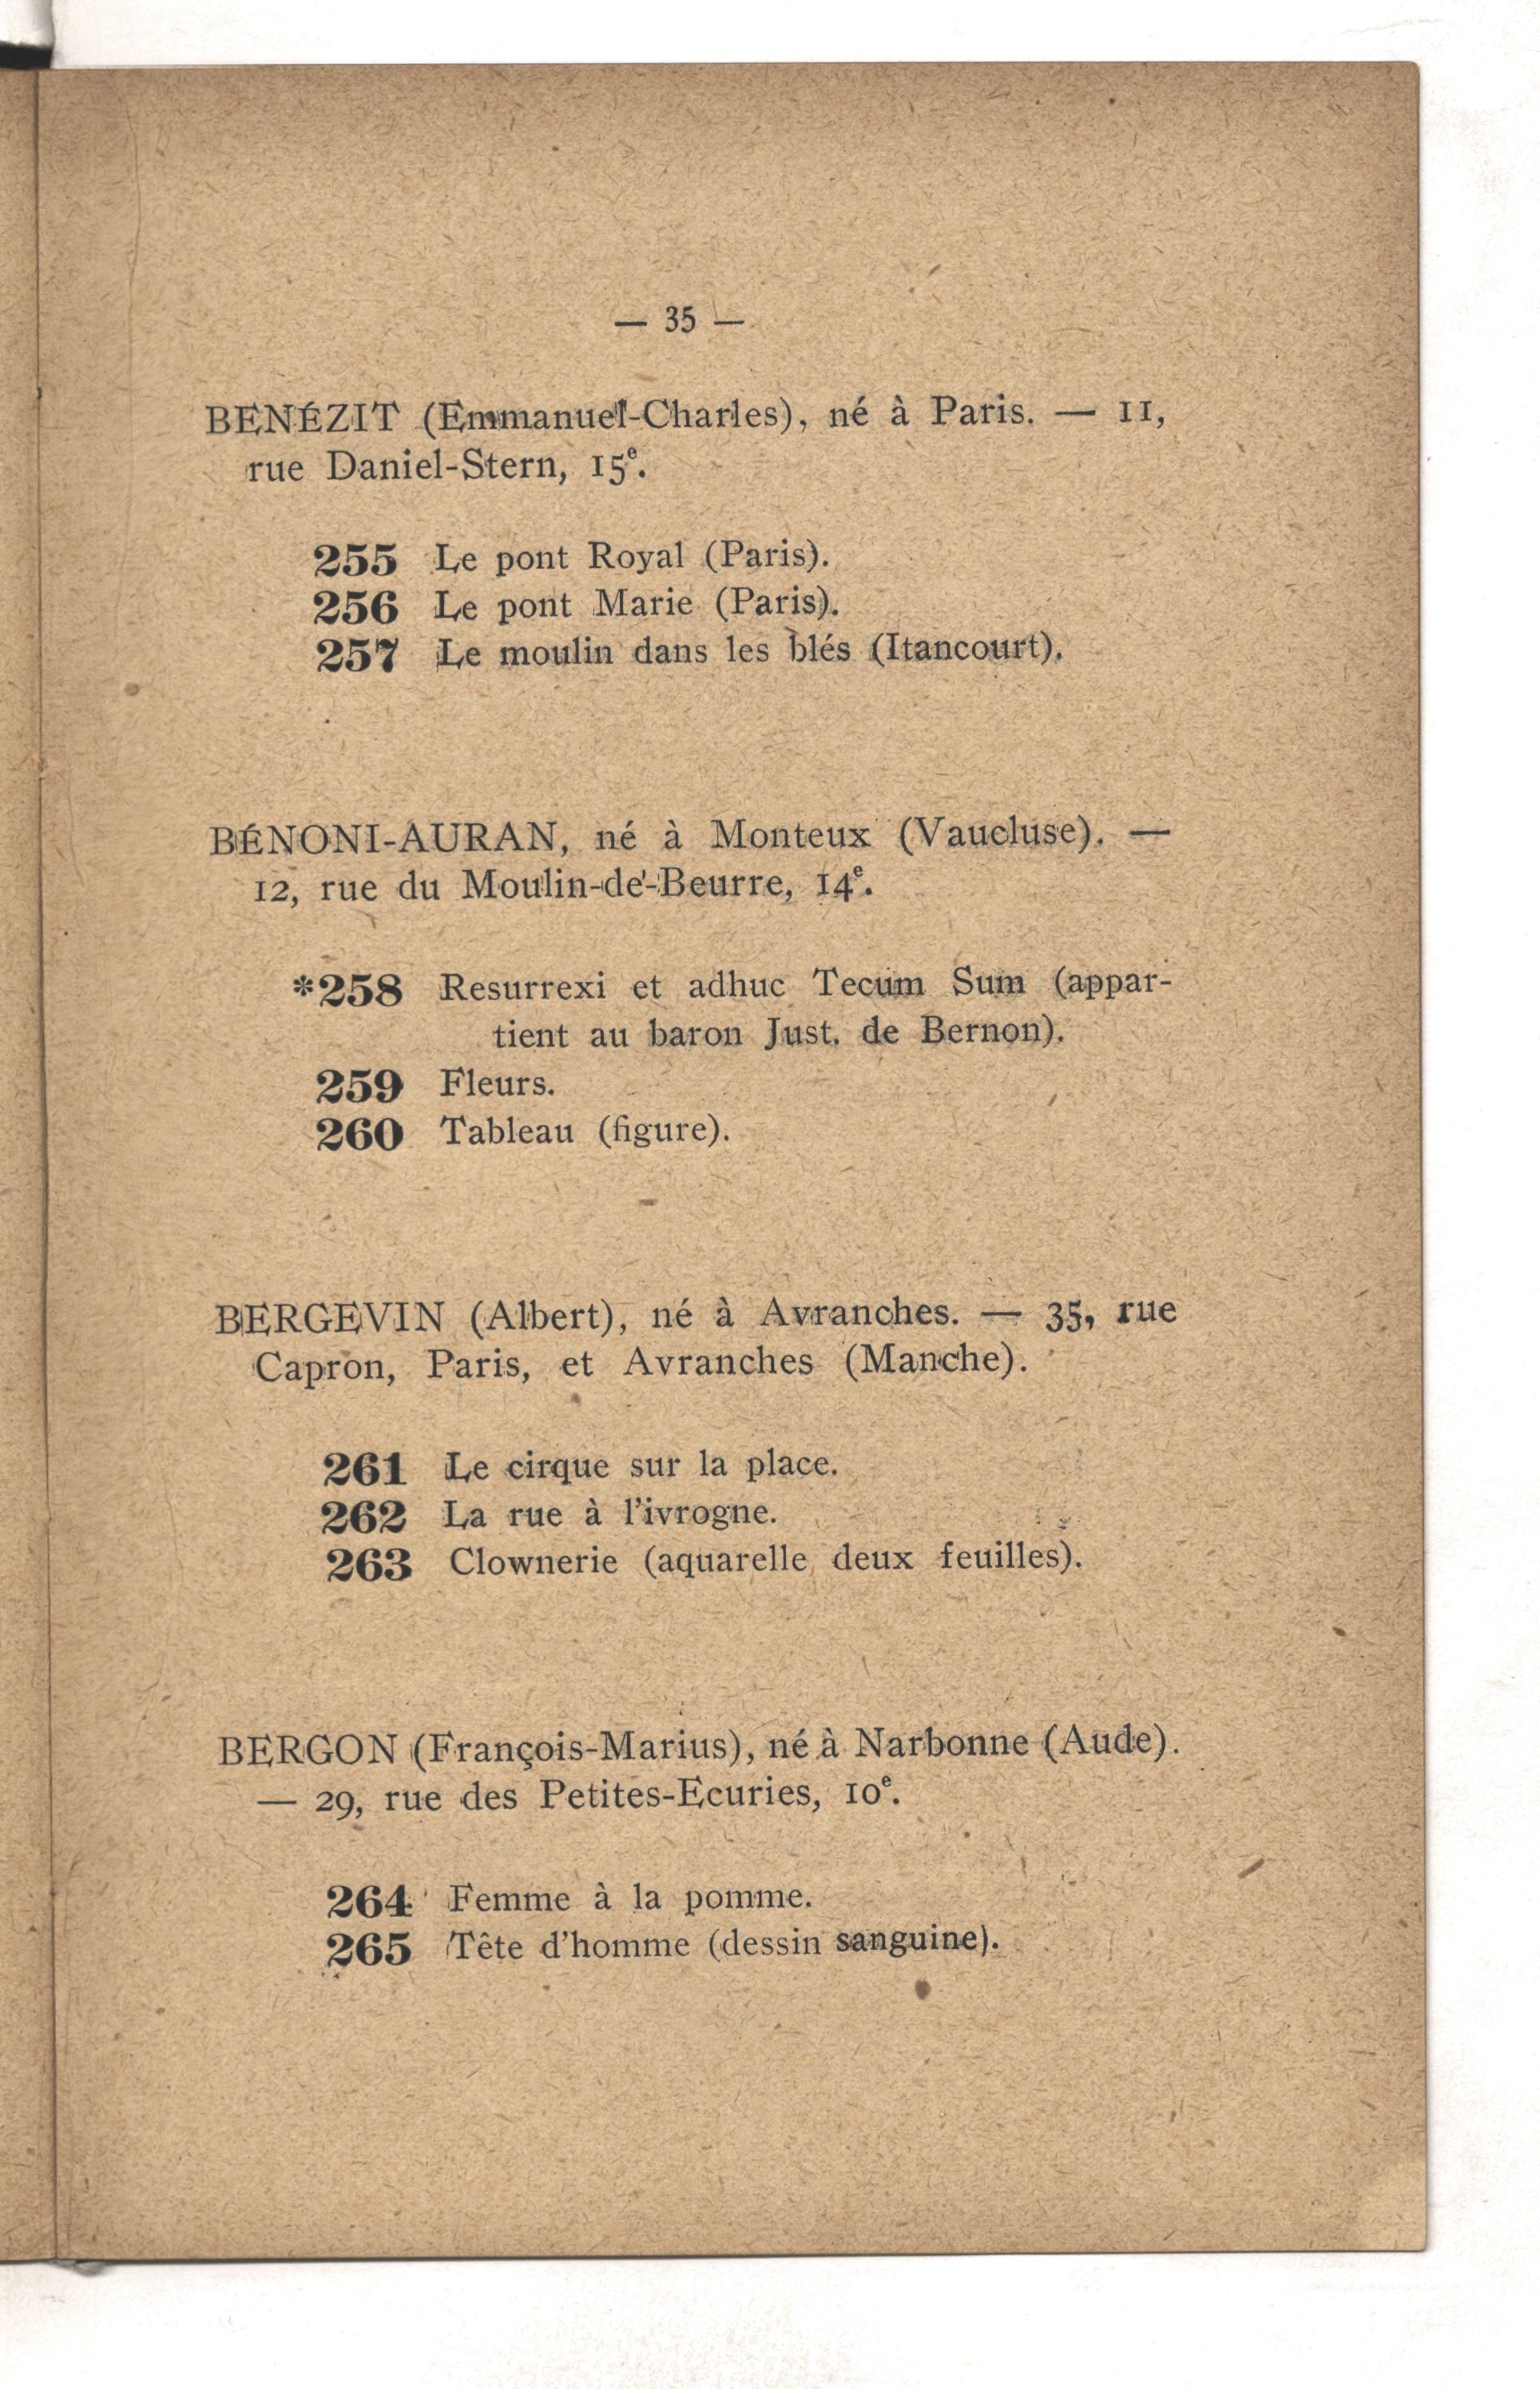 — 35 —
BENÉZIT (Emmanuel-Charles), né à Paris. — 11,
rue Daniel-Stern, 15e.
255 Le pont Royal (Paris).
256 Le pont Marie (Paris).
257 Le moulin dans les blés (Itancourt).
BÉNONI-AURAN, né à Monteux (Vaucluse). —
12, rue du Moulin-de-Beurre, 14e.
*258 Resurrexi et adhuc Tecum Sum (appar-
tient au baron Just. de Bernon).
259 Fleurs.
260 Tableau (figure).
BERGEVIN (Albert), né à Avranches. — 35, rue
Capron, Paris, et Avranches (Manche).
261 Le cirque sur la place.
262 La rue à l'ivrogne.
263 Clownerie (aquarelle, deux feuilles).
BERGON (François-Marius), né à Narbonne (Aude).
— 29, rue des Petites-Ecuries, 10e.
264 Femme à la pomme.
265 Tête d'homme (dessin sanguine).